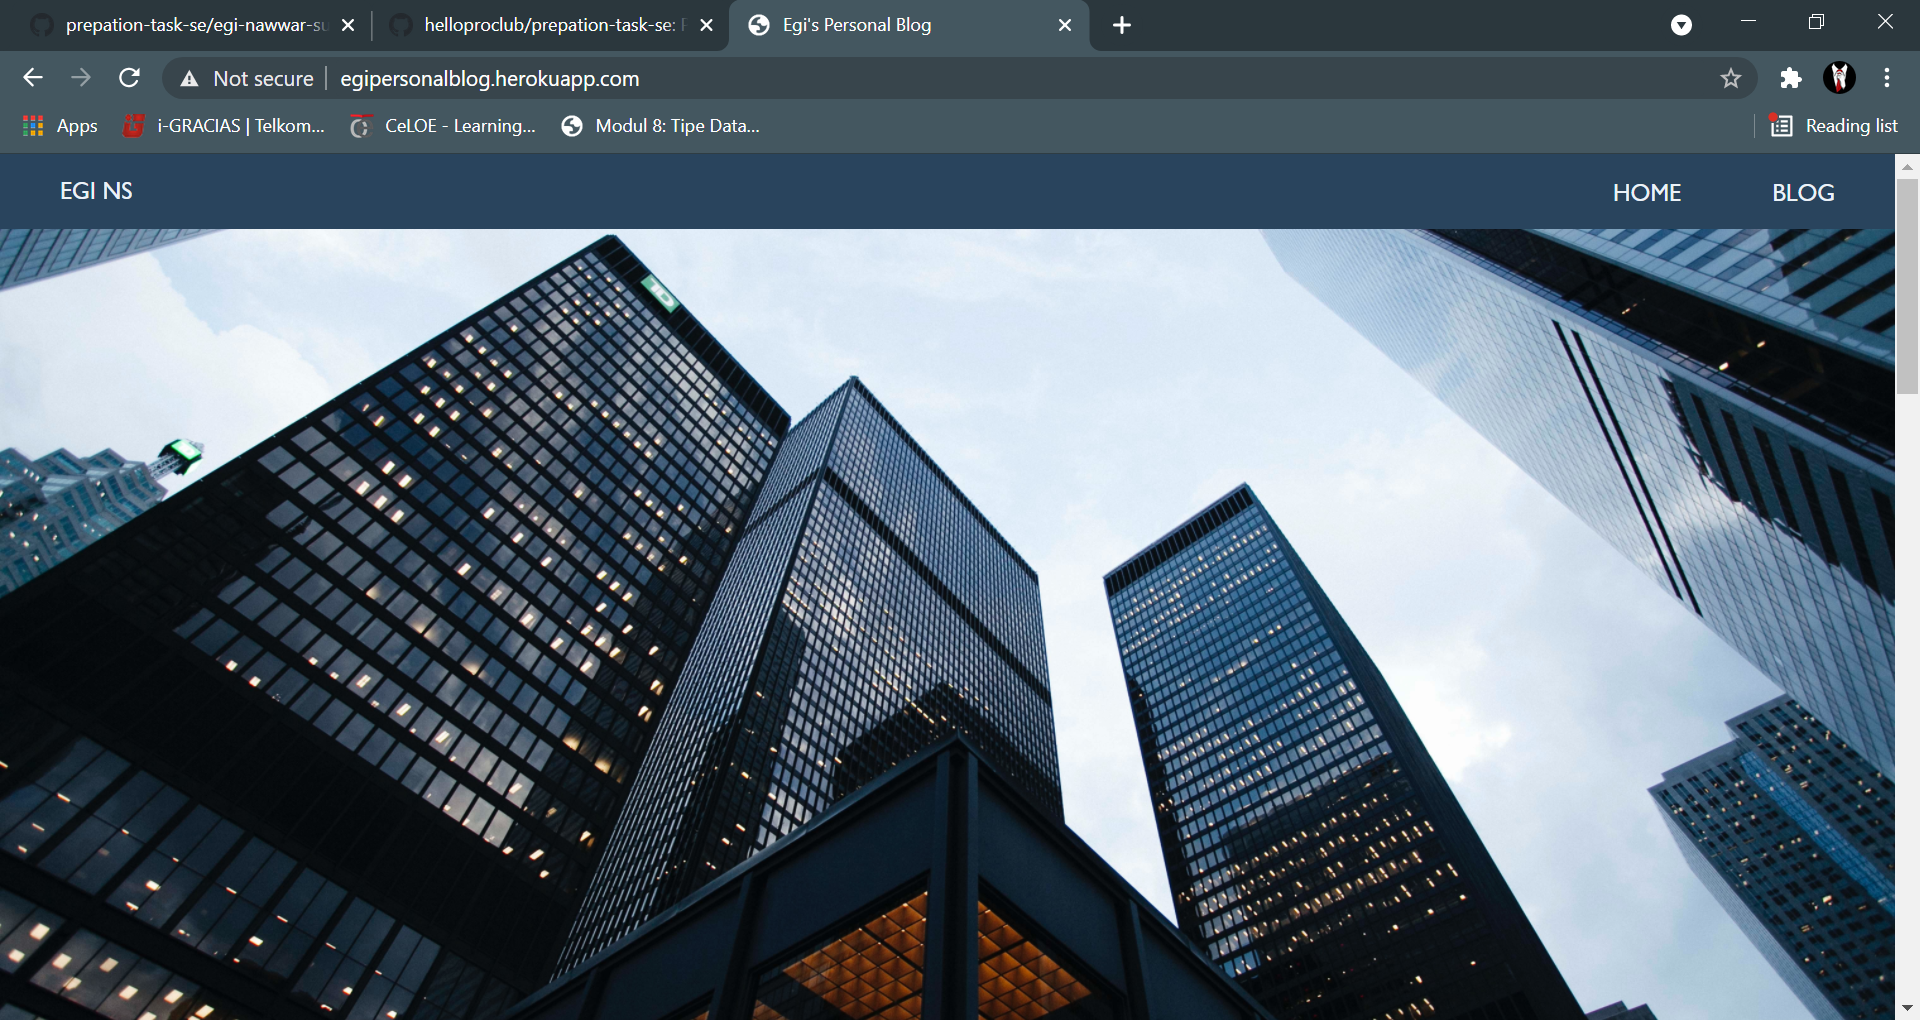 prepation-task-se/egi-nawwar-su
helloproclub/prepation-task-se:
Egi's Personal Blog
Not secure
egipersonalblog.herokuapp.com
Apps
i-GRACIAS | Telkom...
CeLOE - Learning...
Modul 8: Tipe Data...
Reading list
EGI NS
HOME
BLOG
TD